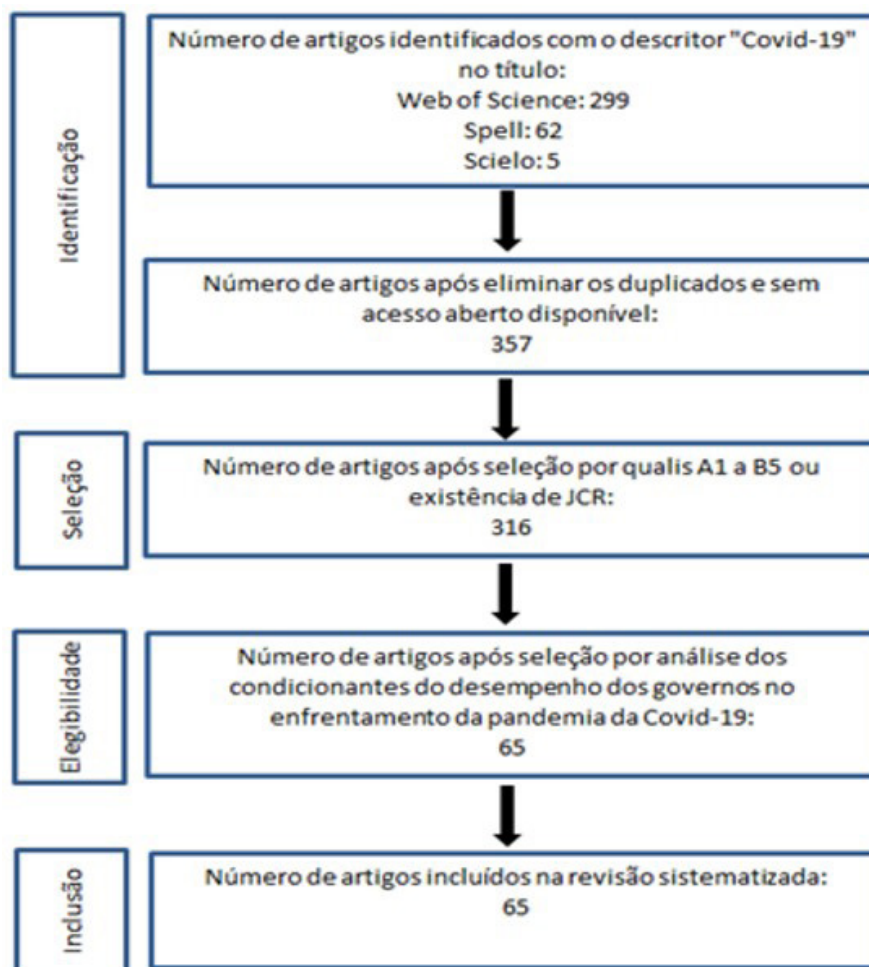 Identificação
Número de artigos identificados com o descritor "Covid-19"
no título:
Web of Science: 299
Spell: 62
Scielo: 5
Número de artigos após eliminar os duplicados e sem
acesso aberto disponível:
357
Seleção
Número de artigos após seleção por qualis A1 a B5 ou
existência de JCR:
316
Elegibilidade
Número de artigos após seleção por análise dos
condicionantes do desempenho dos governos no
enfrentamento da pandemia da Covid-19:
65
Inclusão
Número de artigos incluídos na revisão sistematizada:
65